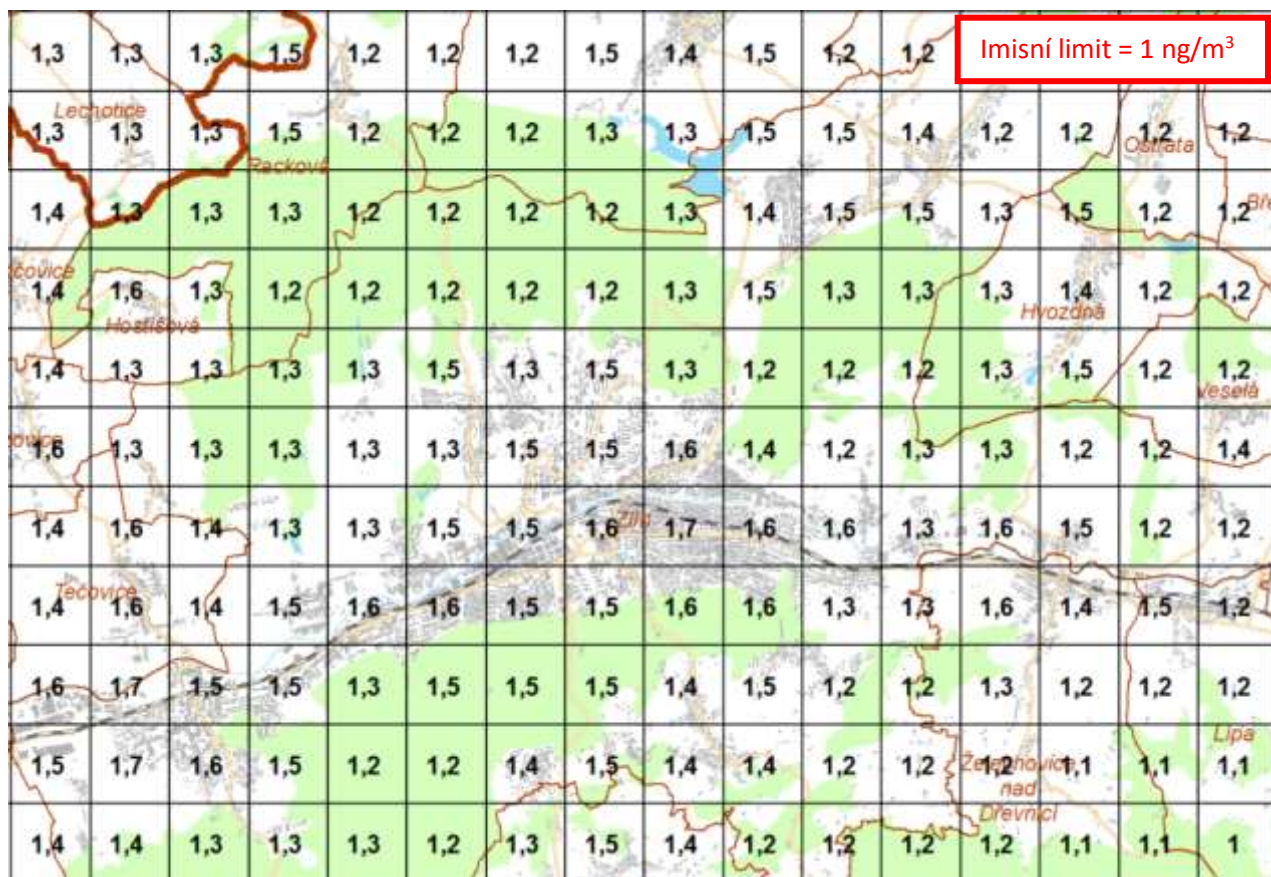 Imisní limit = 1 ng/m³
1,3 1,3 1,3 1,5 1,2 1,2 1,2 1,5 1,4 1,5 1,2 1,2
Lechotice
1,3 1,3 1,3 1,5 1,2 1,2 1,2 1,3 1,3 1,5 1,5 1,4 1,2 1,2 1,2 1,2
Ostrata
Racková
1,4 1,3 1,3 1,3 1,2 1,2 1,2 1,2 1,3 1,4 1,5 1,5 1,3 1,5 1,2 1,2
Bře
čovice
1,4 1,6 1,3 1,2 1,2 1,2 1,2 1,2 1,3 1,5 1,3 1,3 1,3 1,4 1,2 1,2
Hostišová
Hvozdná
1,4 1,3 1,3 1,3 1,3 1,5 1,3 1,5 1,3 1,2 1,2 1,2 1,3 1,5 1,2 1,2
Veselá
ovice
1,6 1,3 1,3 1,3 1,3 1,3 1,5 1,5 1,6 1,4 1,2 1,3 1,3 1,2 1,2 1,4
Zlín
1,4 1,6 1,4 1,3 1,3 1,5 1,5 1,6 1,7 1,6 1,6 1,3 1,6 1,5 1,2 1,2
Tečovice
1,4 1,6 1,4 1,5 1,6 1,6 1,5 1,5 1,6 1,6 1,3 1,3 1,6 1,4 1,5 1,2
1,6 1,7 1,5 1,5 1,3 1,5 1,5 1,5 1,4 1,5 1,2 1,2 1,3 1,2 1,2 1,2
Lípa
1,5 1,7 1,6 1,5 1,2 1,2 1,4 1,5 1,4 1,4 1,2 1,2 1,2 1,1 1,1 1,1
Želechovice
nad
Dřevnicí
1,4 1,4 1,3 1,3 1,3 1,2 1,3 1,5 1,4 1,2 1,2 1,2 1,2 1,1 1,1 1